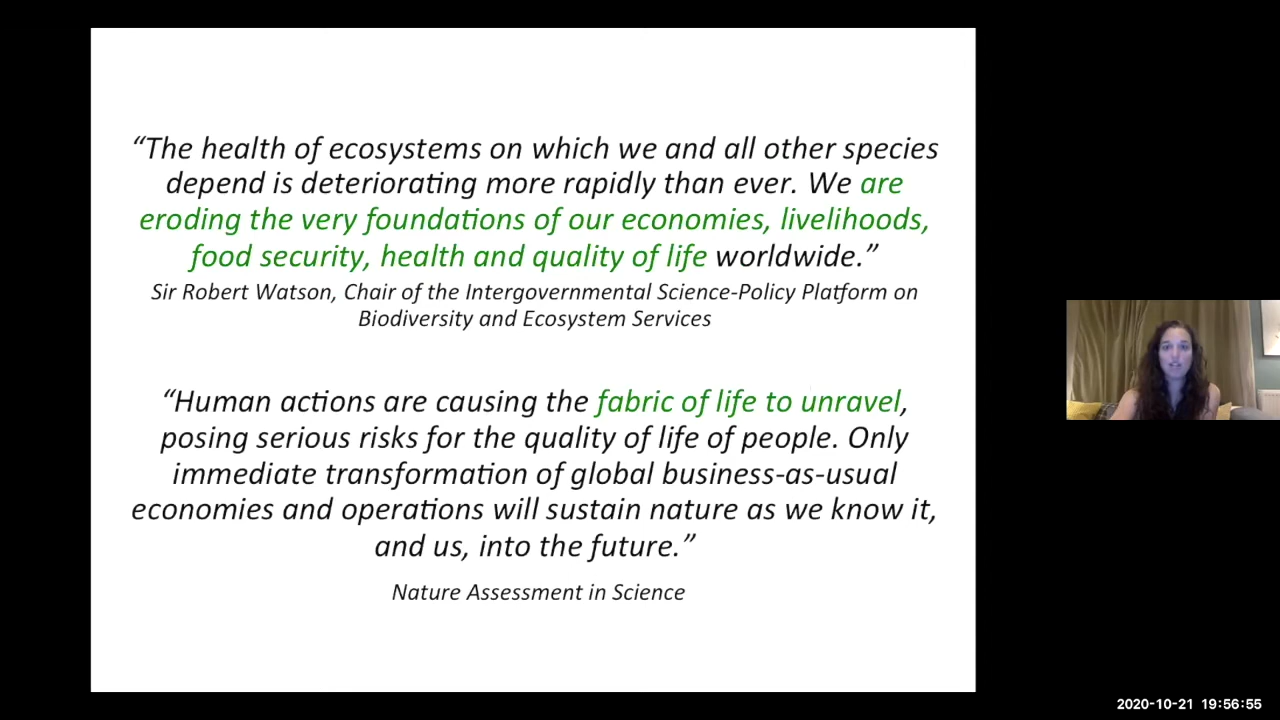 “The health of ecosystems on which we and all other species
depend is deteriorating more rapidly than ever. We are
eroding the very foundations of our economies, livelihoods,
food security, health and quality of life worldwide.”
Sir Robert Watson, Chair of the Intergovernmental Science-Policy Platform on
Biodiversity and Ecosystem Services
“Human actions are causing the fabric of life to unravel,
posing serious risks for the quality of life of people. Only
immediate transformation of global business-as-usual
economies and operations will sustain nature as we know it,
and us, into the future.”
Nature Assessment in Science
2020-10-21 19:56:55